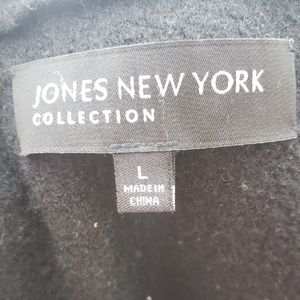 JONES NEW YORK
COLLECTION
L
MADE IN
CHINA